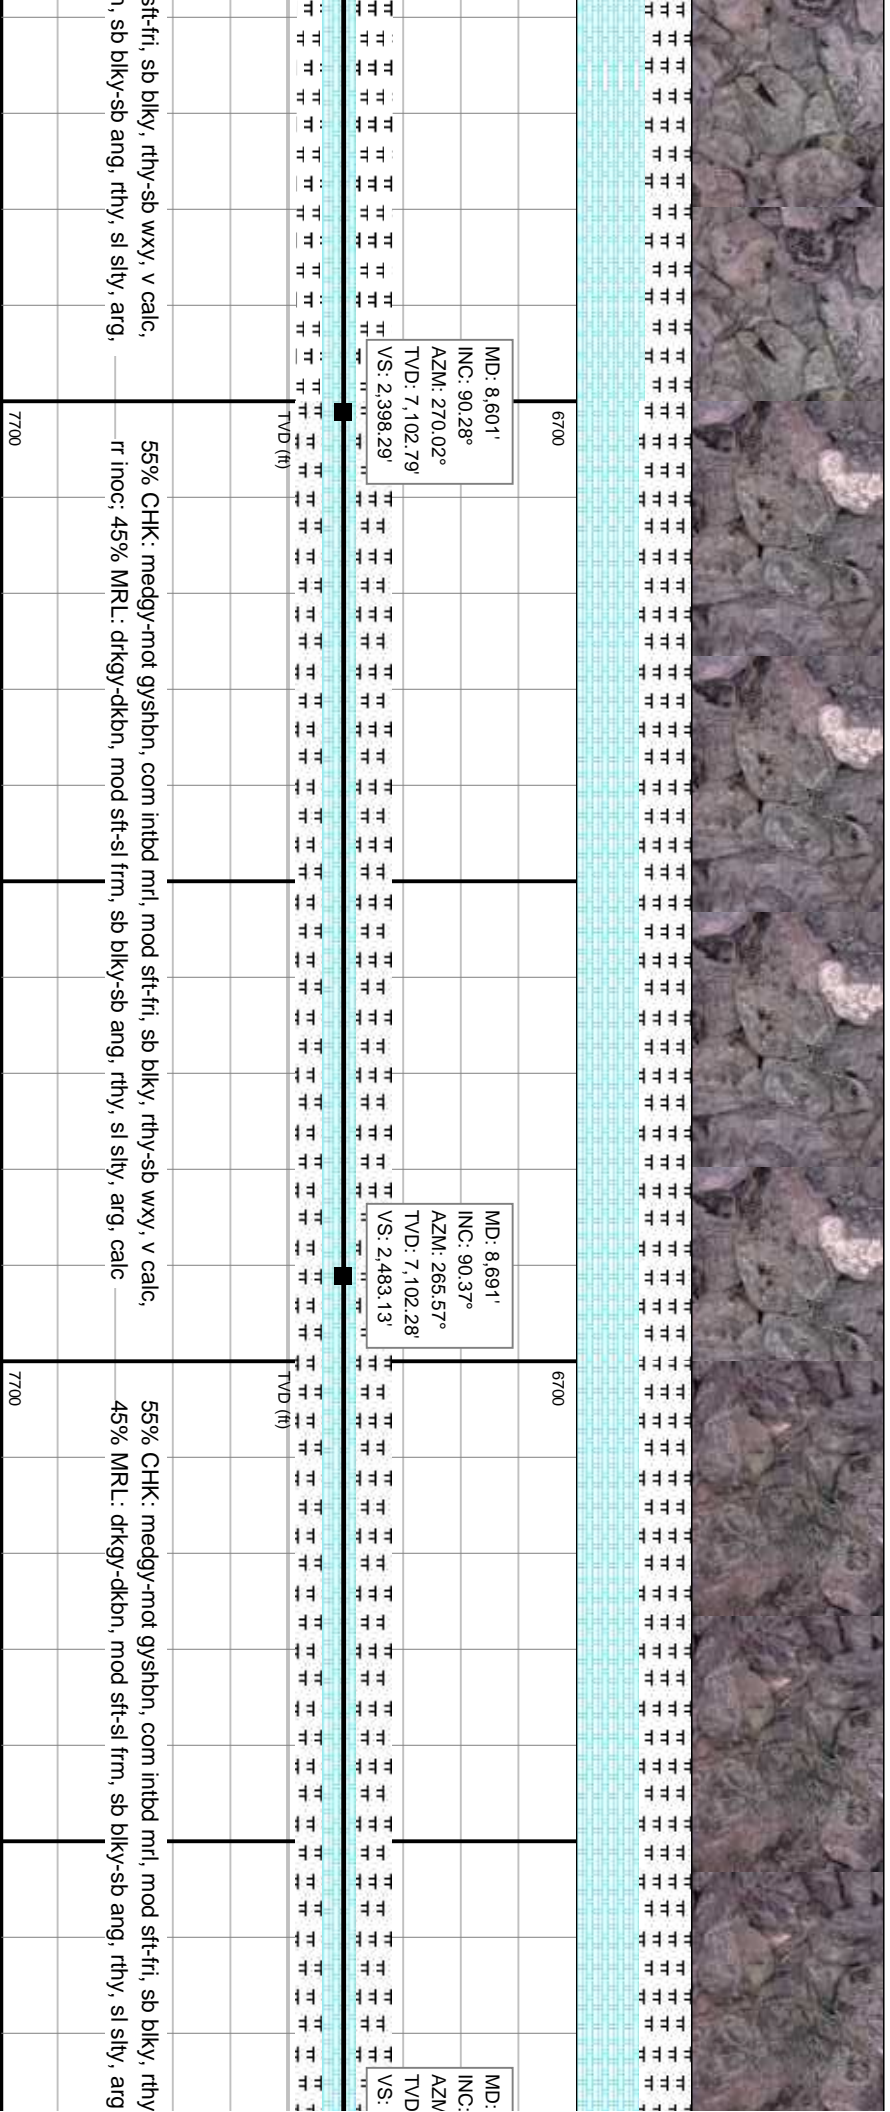 sft-fri, sb blky, rthy-sb wxy, v calc,
sb blky-sb ang, rthy, sl slty, arg,
MD: 8,601'
INC: 90.28°
AZM: 270.02°
TVD: 7,102.79'
VS: 2,398.29'
6700
TVD (ft)
7700
55% CHK: medgy-mot gyshbn, com intbd mrl, mod sft-fri, sb blky, rthy-sb wxy, v calc,
rr inoc; 45% MRL: drkgy-dkbn, mod sft-sl frm, sb blky-sb ang, rthy, sl slty, arg, calc
MD: 8,691'
INC: 90.37°
AZM: 265.57°
TVD: 7,102.28'
VS: 2,483.13'
6700
TVD (ft)
7700
55% CHK: medgy-mot gyshbn, com intbd mrl, mod sft-fri, sb blky, rthy
45% MRL: drkgy-dkbn, mod sft-sl frm, sb blky-sb ang, rthy, sl slty, arg
MD:
INC:
AZM
TVD
VS: